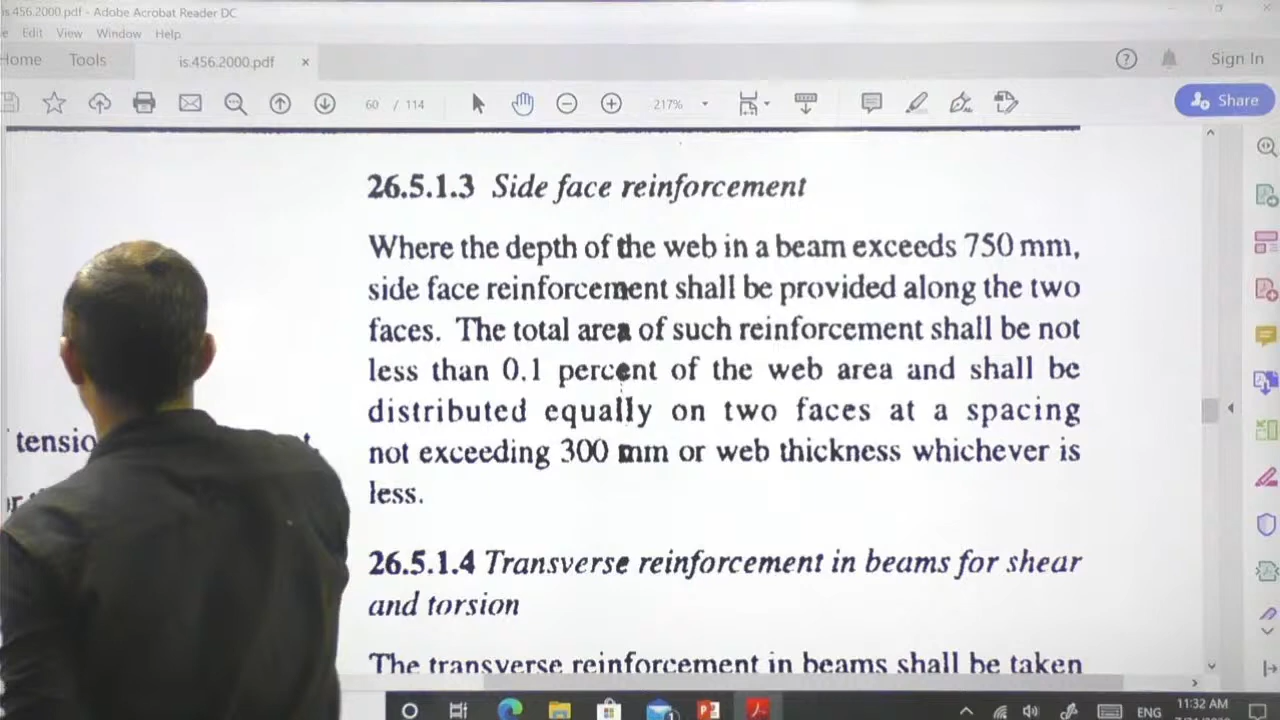 is.456.2000.pdf - Adobe Acrobat Reader DC
Edit View Window Help
Home Tools is.456.2000.pdf × Sign In
60 / 114 217% Share
26.5.1.3 Side face reinforcement
Where the depth of the web in a beam exceeds 750 mm,
side face reinforcement shall be provided along the two
faces. The total area of such reinforcement shall be not
less than 0.1 percent of the web area and shall be
distributed equally on two faces at a spacing
not exceeding 300 mm or web thickness whichever is
less.
tensio
26.5.1.4 Transverse reinforcement in beams for shear
and torsion
The transverse reinforcement in beams shall be taken
11:32 AM
ENG